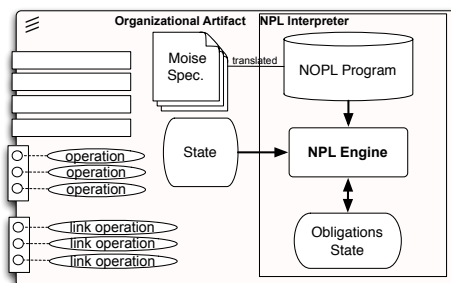 Organizational Artifact
NPL Interpreter
Moise
Spec.
translated
NOPL Program
operation
operation
operation
State
NPL Engine
link operation
link operation
link operation
Obligations
State